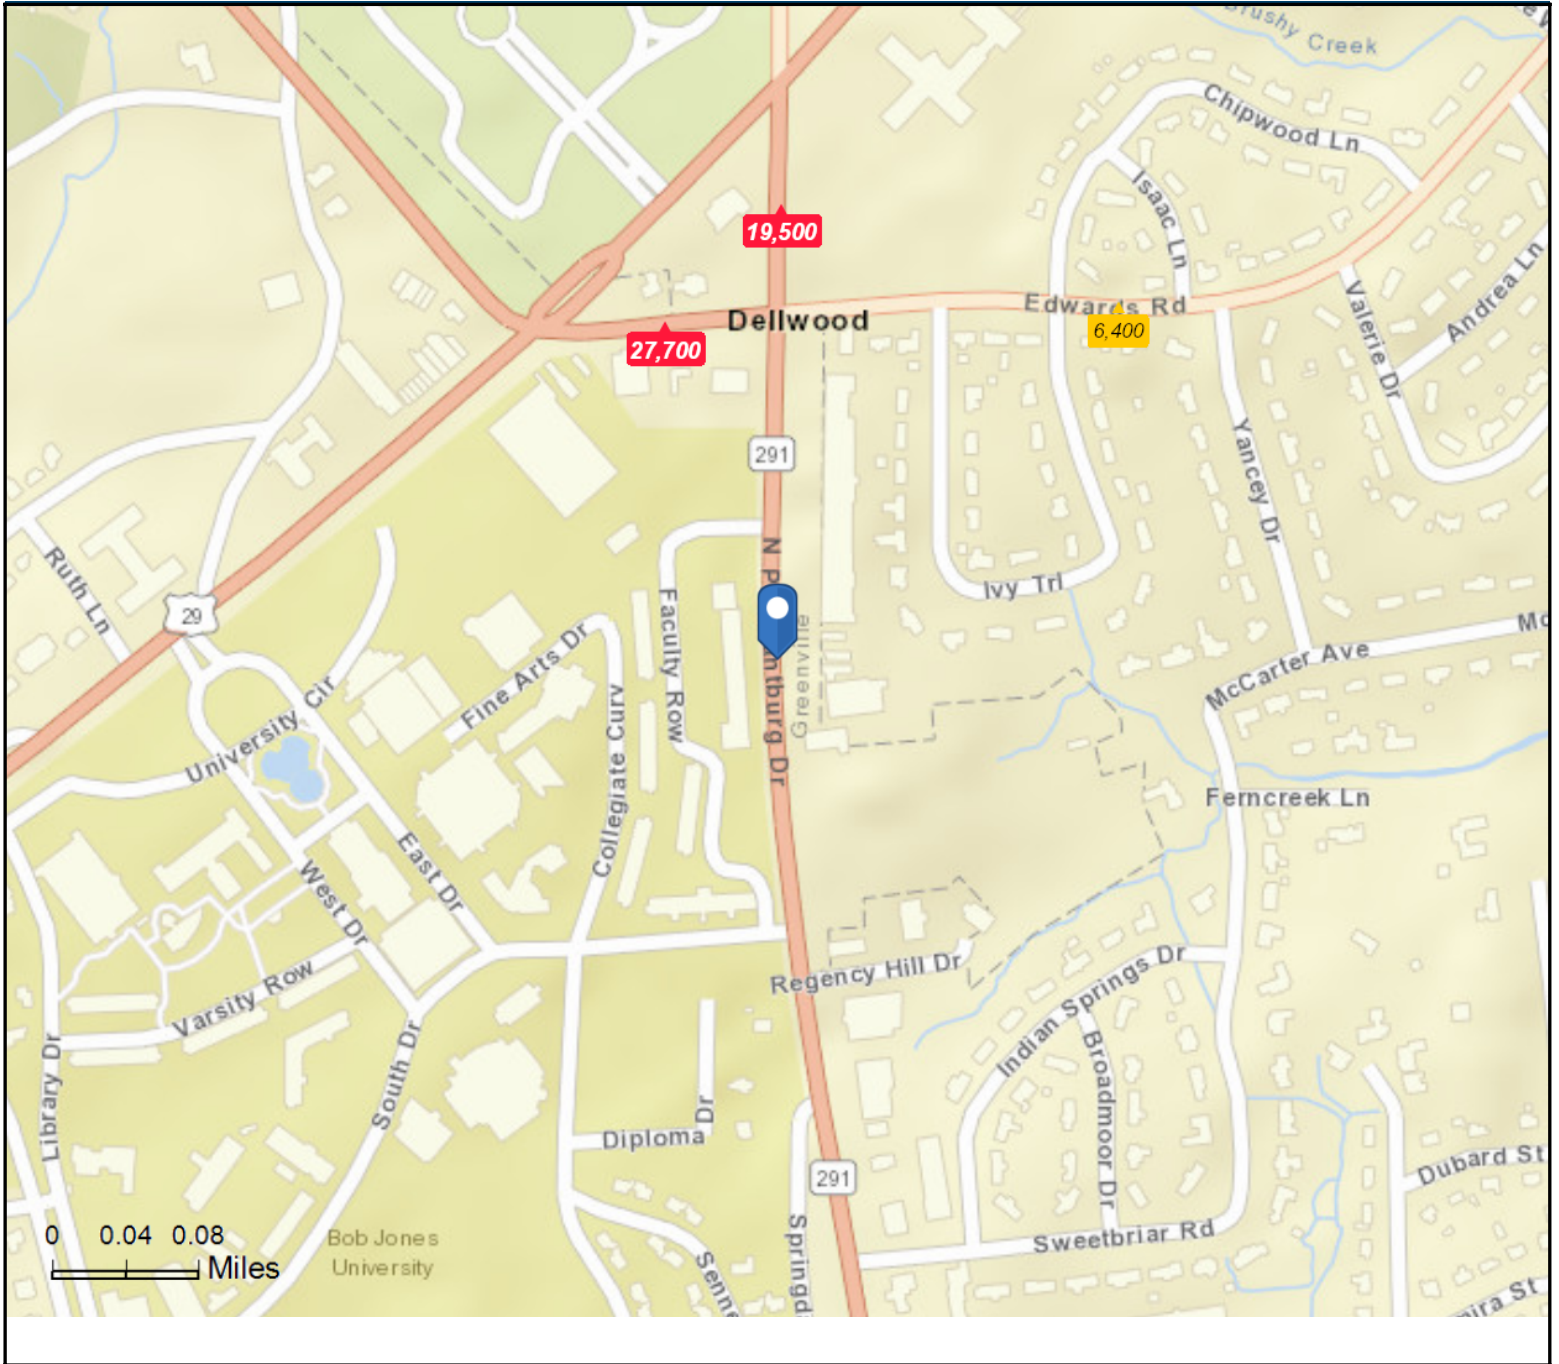 Brushy Creek
Chipwood Ln
Isaac Ln
19,500
Andrea Ln
Valerie Dr
Edwards Rd
Dellwood
6,400
27,700
291
Yancey Dr
Ruth Ln
29
Ivy Trl
Fine Arts Dr
Faculty Row
Greenville
McCarter Ave
University Cir
Collegiate Curv
Ferncreek Ln
East Dr
West Dr
Regency Hill Dr
Indian Springs Dr
Varsity Row
Broadmoor Dr
Library Dr
South Dr
Diploma Dr
291
Dubard St
0 0.04 0.08
Miles
Bob Jones
University
Sweetbriar Rd